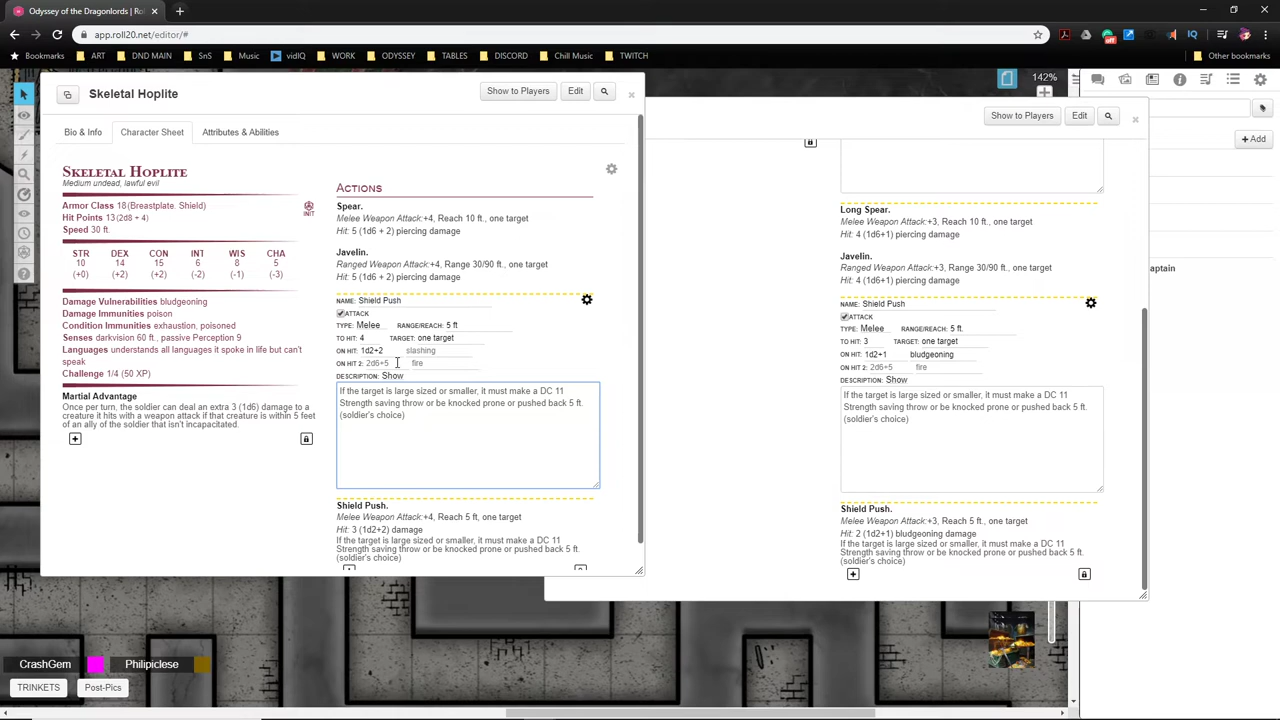 Odyssey of the Dragonlords |
app.roll20.net/editor/#
Bookmarks ART DND MAIN SnS Music vidIQ WORK ODYSSEY TABLES DISCORD Chill Music TWITCH Other bookmarks
142%
+ Add
Skeletal Hoplite
Show to Players Edit
Bio & Info Character Sheet Attributes & Abilities
Skeletal Hoplite
Medium undead, lawful evil
Armor Class 18 (Breastplate, Shield)
Hit Points 13 (2d8 + 4)
Speed 30 ft.
INIT
STR DEX CON INT WIS CHA
10 14 15 6 8 5
(+0) (+2) (+2) (-2) (-1) (-3)
Damage Vulnerabilities bludgeoning
Damage Immunities poison
Condition Immunities exhaustion, poisoned
Senses darkvision 60 ft., passive Perception 9
Languages understands all languages it spoke in life but can't
speak
Challenge 1/4 (50 XP)
Martial Advantage
Once per turn, the soldier can deal an extra 3 (1d6) damage to a
creature it hits with a weapon attack if that creature is within 5 feet
of an ally of the soldier that isn't incapacitated.
Actions
Spear.
Melee Weapon Attack:+4, Reach 10 ft., one target
Hit: 5 (1d6 + 2) piercing damage
Javelin.
Ranged Weapon Attack:+4, Range 30/90 ft., one target
Hit: 5 (1d6 + 2) piercing damage
NAME: Shield Push
ATTACK
TYPE: Melee RANGE/REACH: 5 ft
TO HIT: 4 TARGET: one target
ON HIT: 1d2+2 slashing
ON HIT 2: 2d6+5 fire
DESCRIPTION: Show
If the target is large sized or smaller, it must make a DC 11
Strength saving throw or be knocked prone or pushed back 5 ft.
(soldier's choice)
Shield Push.
Melee Weapon Attack:+4, Reach 5 ft, one target
Hit: 3 (1d2+2) damage
If the target is large sized or smaller, it must make a DC 11
Strength saving throw or be knocked prone or pushed back 5 ft.
(soldier's choice)
Show to Players Edit
Long Spear.
Melee Weapon Attack:+3, Reach 10 ft., one target
Hit: 4 (1d6+1) piercing damage
Javelin.
Ranged Weapon Attack:+3, Range 30/90 ft., one target
Hit: 4 (1d6+1) piercing damage
NAME: Shield Push
ATTACK
TYPE: Melee RANGE/REACH: 5 ft.
TO HIT: 3 TARGET: one target
ON HIT: 1d2+1 bludgeoning
ON HIT 2: 2d6+5 fire
DESCRIPTION: Show
If the target is large sized or smaller, it must make a DC 11
Strength saving throw or be knocked prone or pushed back 5 ft.
(soldier's choice)
Shield Push.
Melee Weapon Attack:+3, Reach 5 ft., one target
Hit: 2 (1d2+1) bludgeoning damage
If the target is large sized or smaller, it must make a DC 11
Strength saving throw or be knocked prone or pushed back 5 ft.
(soldier's choice)
aptain
CrashGem Philipiclese
TRINKETS Post-Pics